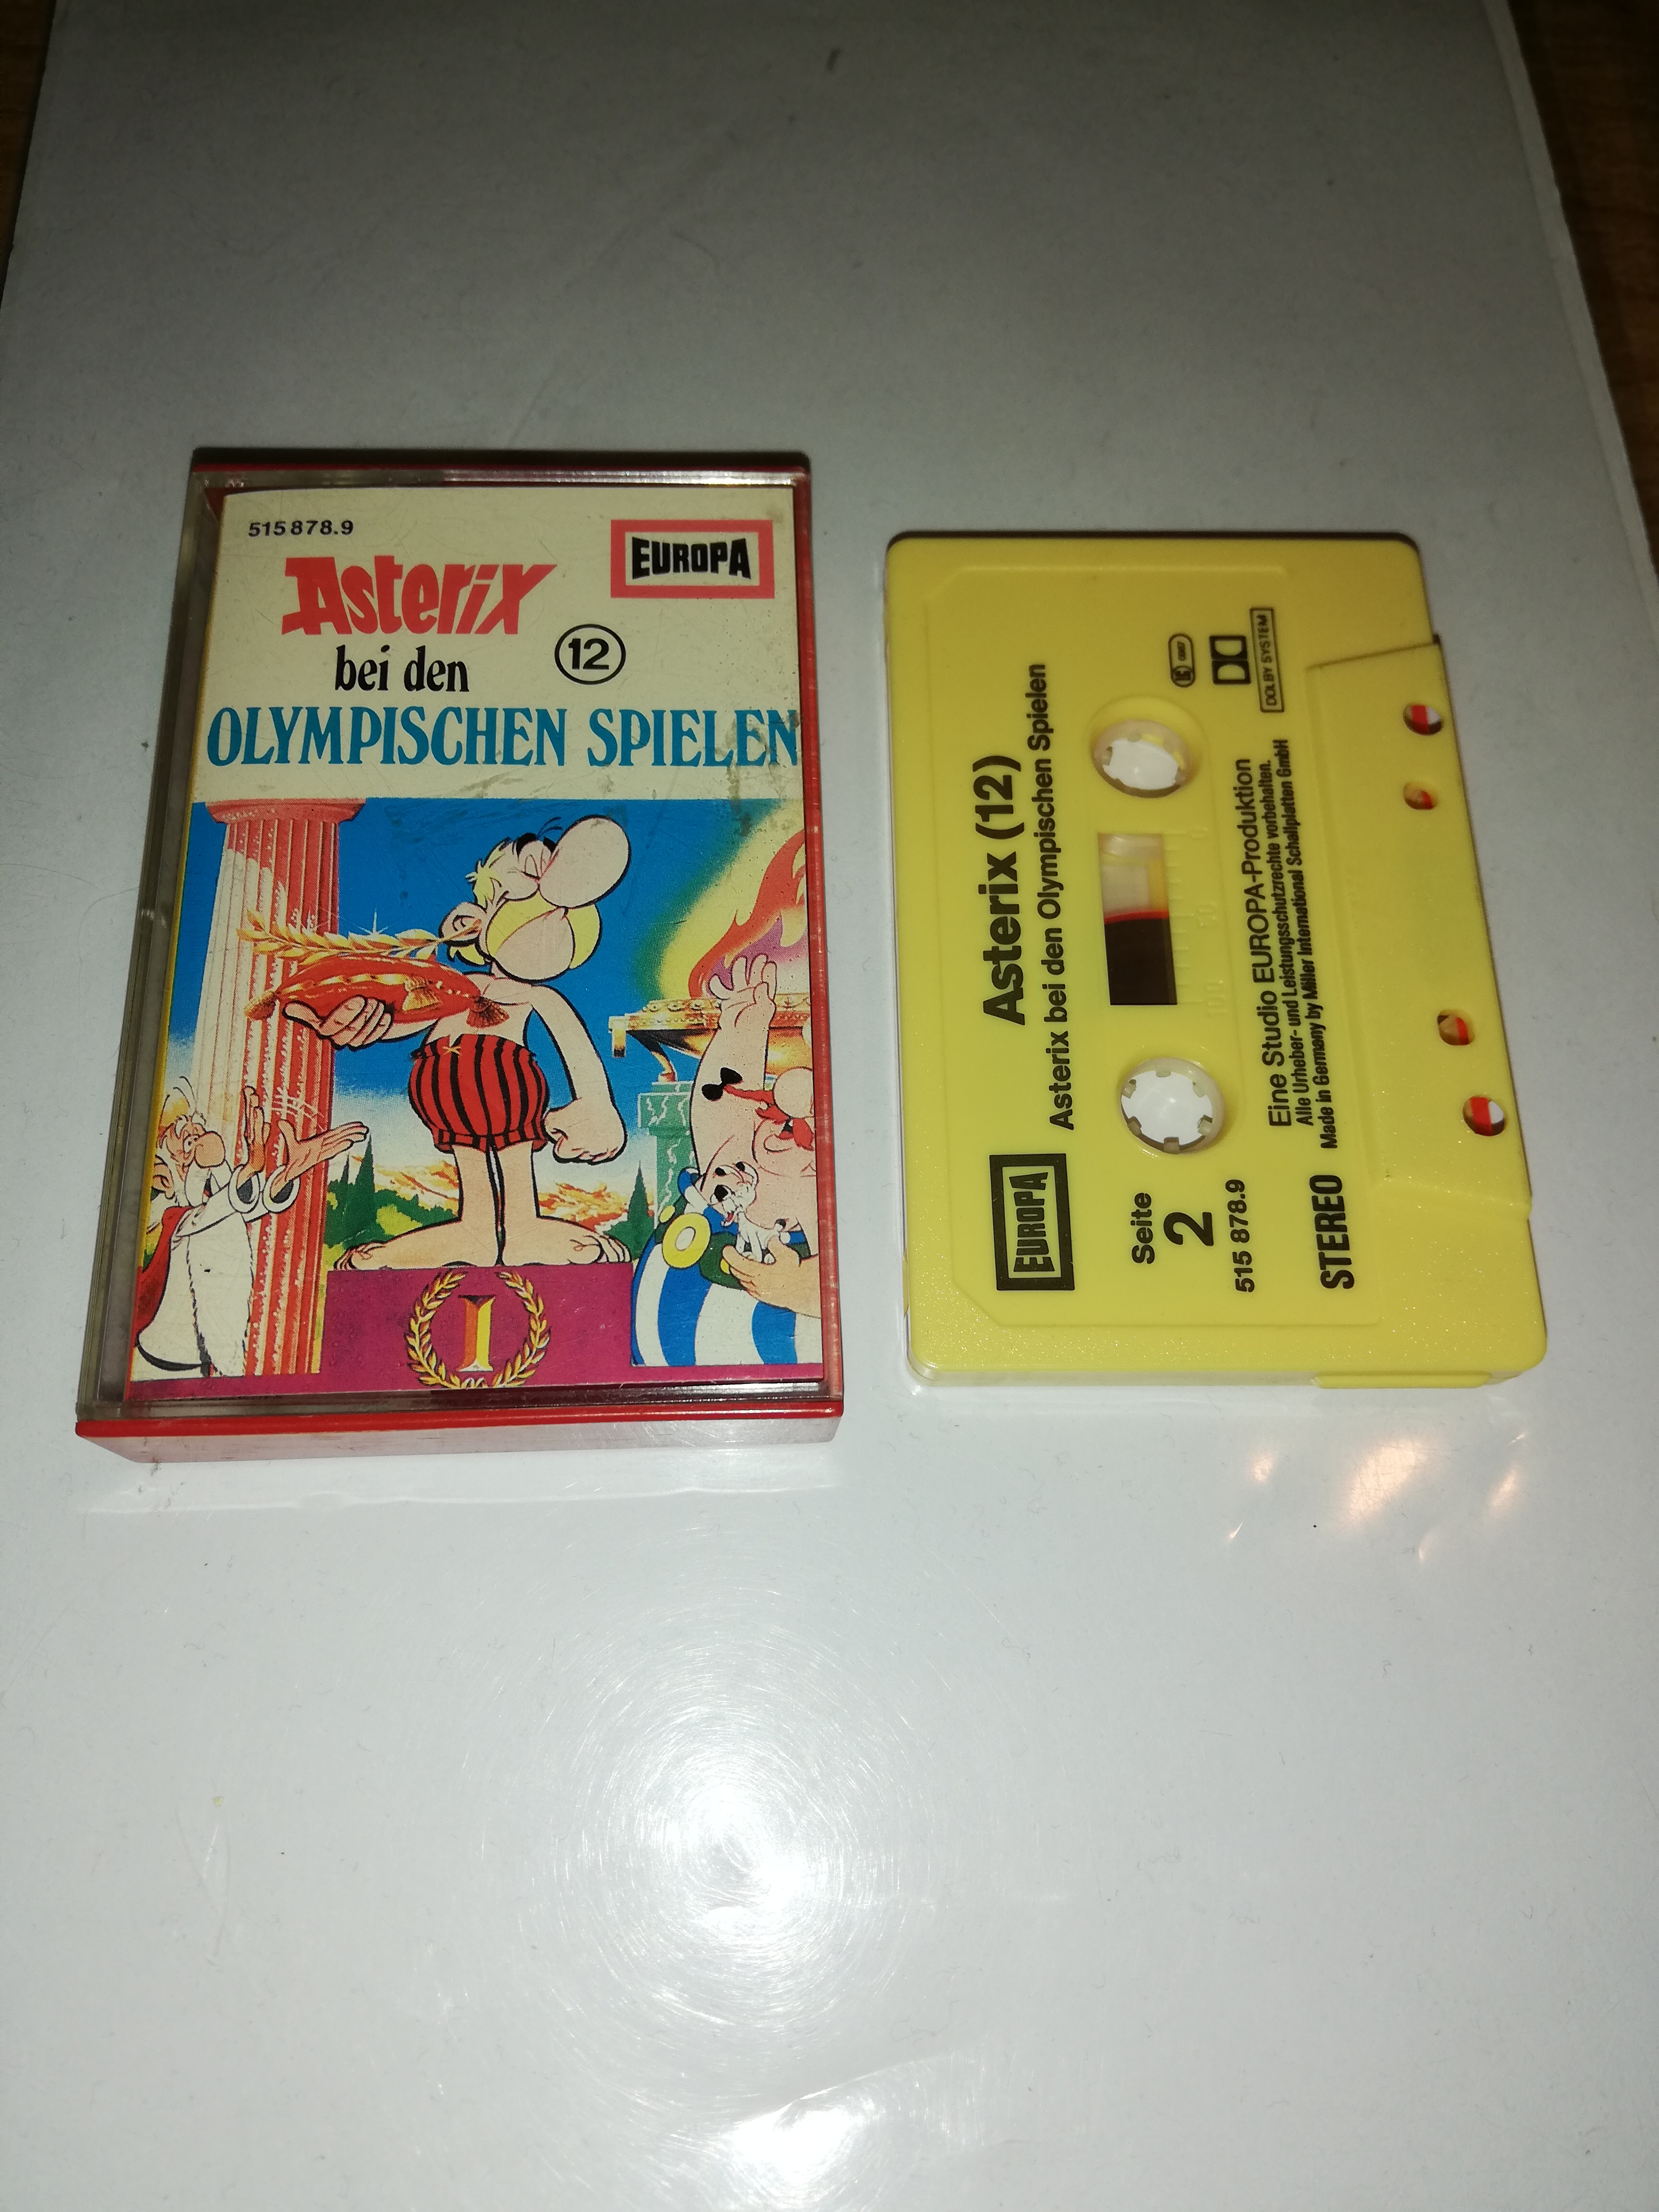 515 878.9
EUROPA
Asterix
bei den
12
OLYMPISCHEN SPIELEN
I
Asterix (12)
Asterix bei den Olympischen Spielen
EUROPA
Seite
2
515 878.9
STEREO
DOLBY SYSTEM
Eine Studio EUROPA-Produktion
Alle Urheber- und Leistungsschutzrechte vorbehalten.
Made in Germany by Miller International Schallplatten GmbH